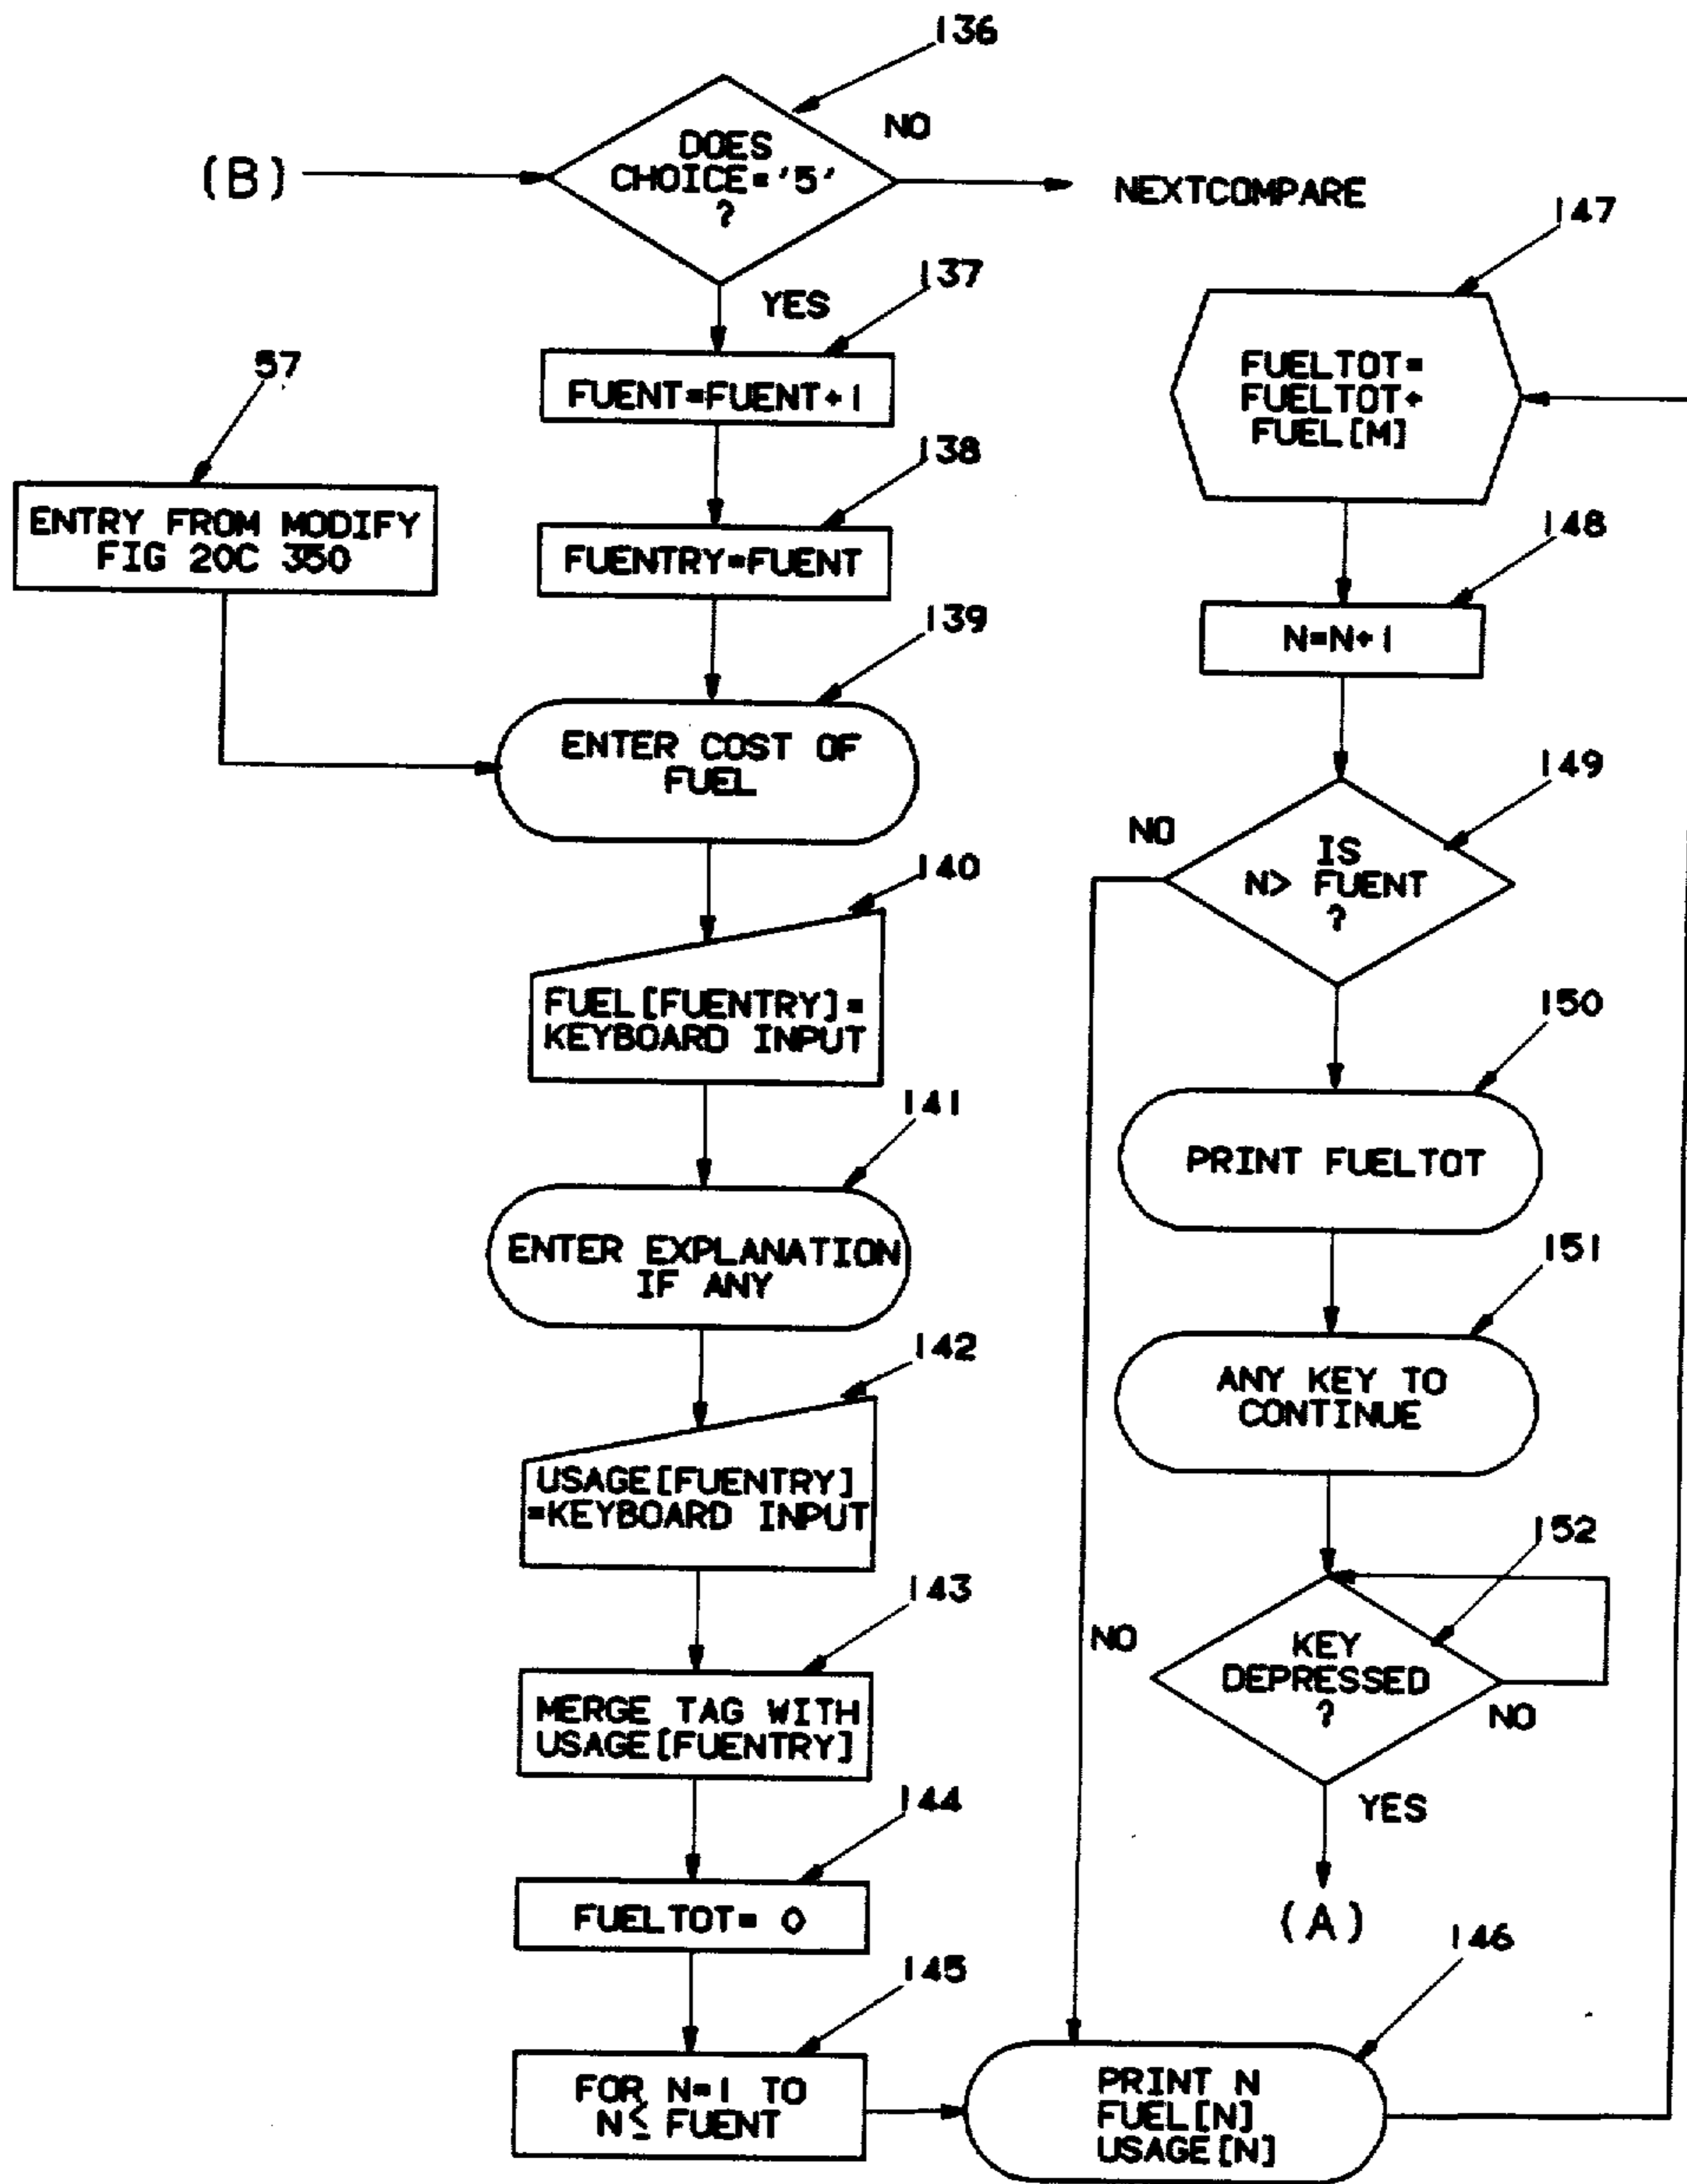 136
DOES
CHOICE='5'
?
NO
(B)
NEXTCOMPARE
YES
137
FUENT=FUENT+1
57
ENTRY FROM MODIFY
FIG 20C 350
138
FUENTRY=FUENT
139
ENTER COST OF
FUEL
140
FUEL[FUENTRY]=
KEYBOARD INPUT
141
ENTER EXPLANATION
IF ANY
142
USAGE[FUENTRY]
=KEYBOARD INPUT
143
MERGE TAG WITH
USAGE[FUENTRY]
144
FUELTOT= 0
145
FOR N=1 TO
N≤ FUENT
146
PRINT N
FUEL[N]
USAGE[N]
147
FUELTOT=
FUELTOT+
FUEL[M]
148
N=N+1
149
NO
IS
N> FUENT
?
150
PRINT FUELTOT
151
ANY KEY TO
CONTINUE
152
NO
KEY
DEPRESSED
?
NO
YES
(A)